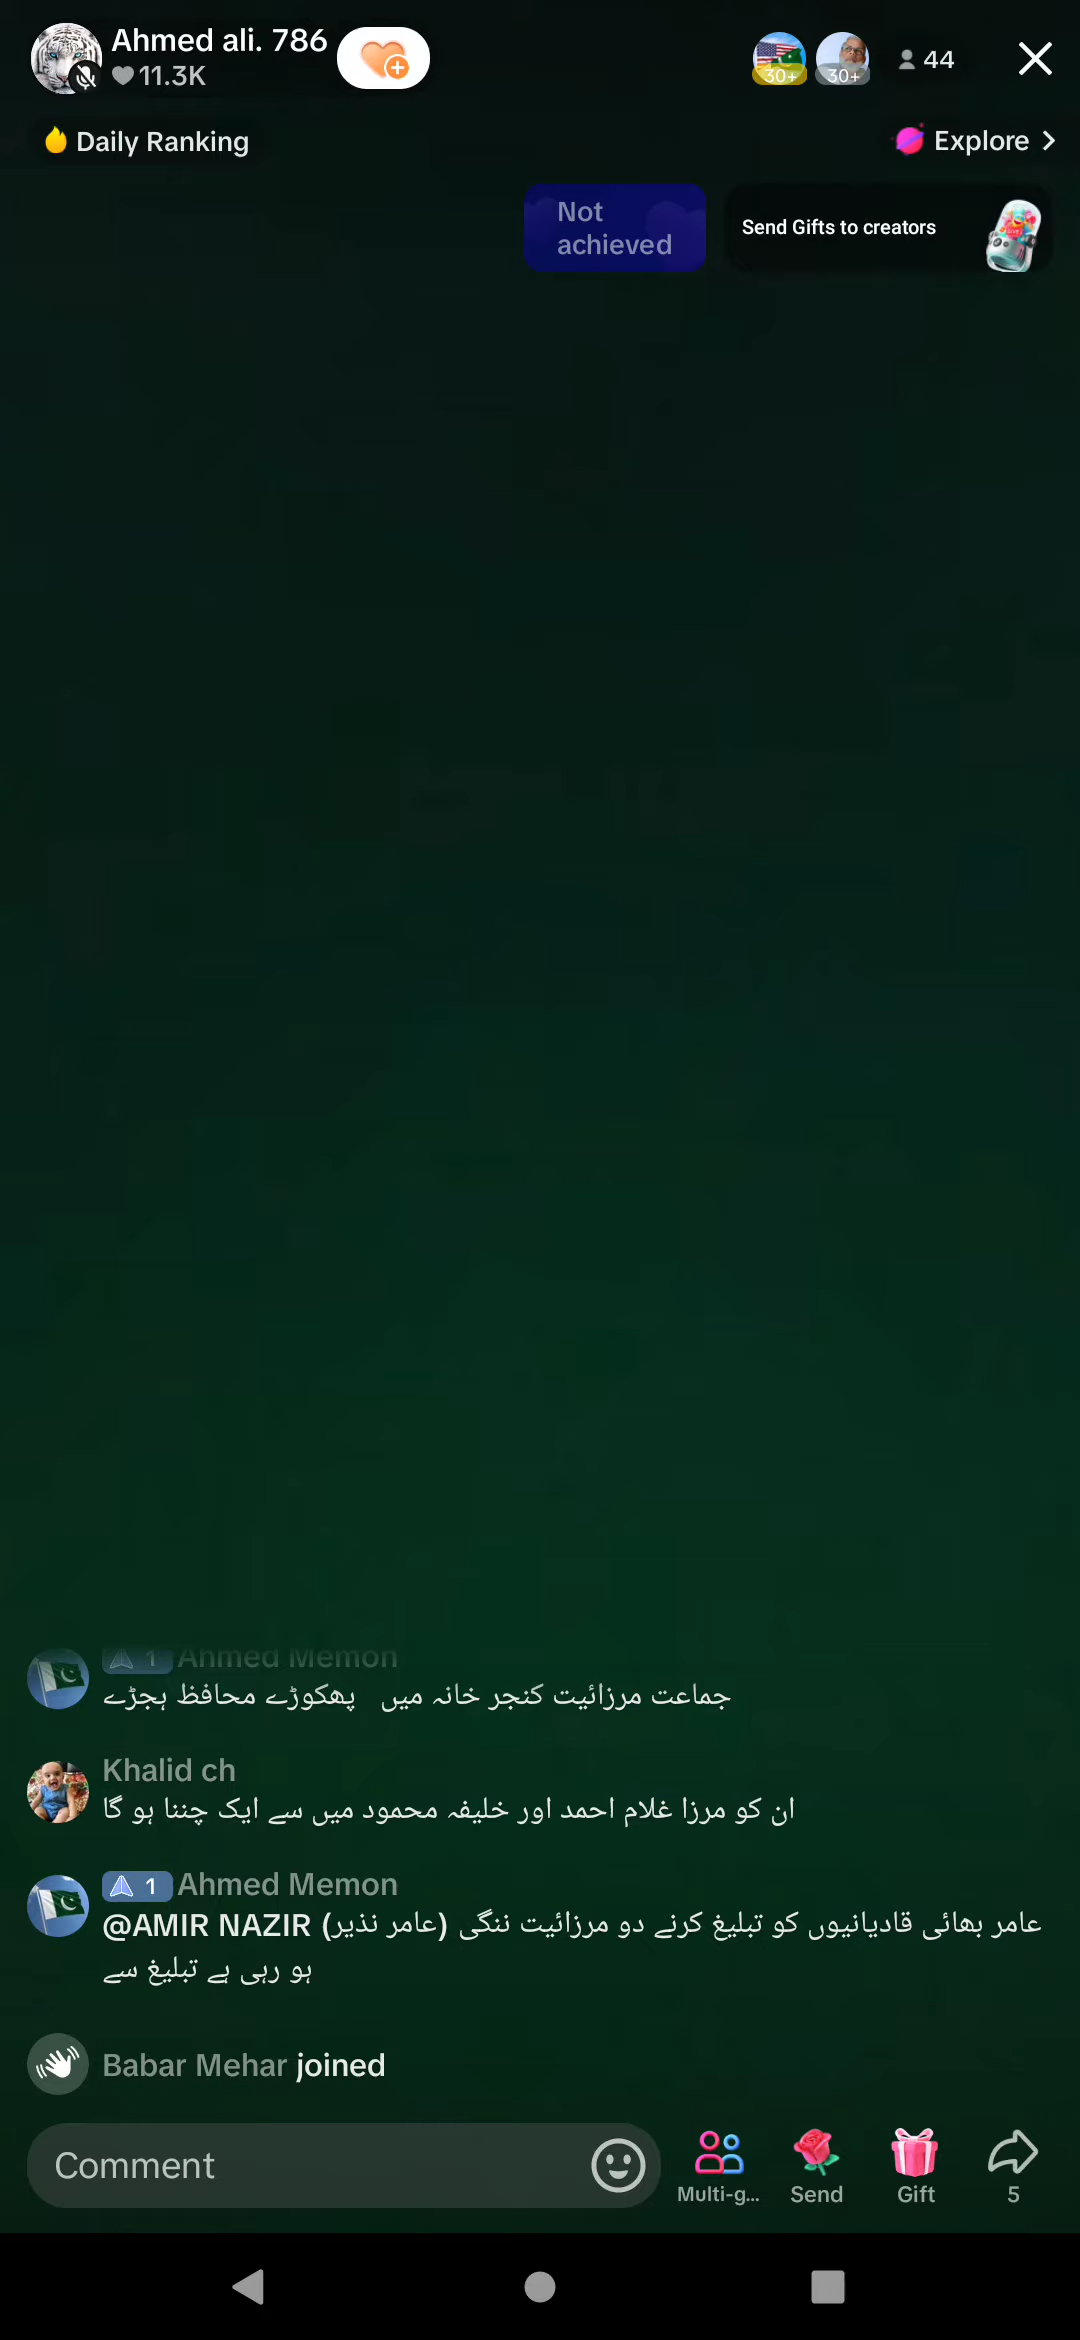 Ahmed ali. 786
11.3K
30+
30+
44
Daily Ranking
Explore
Not
achieved
Send Gifts to creators
1 Ahmed Memon
جماعت مرزائیت کنجر خانہ میں پھکوڑے محافظ ہجڑے
Khalid ch
ان کو مرزا غلام احمد اور خلیفہ محمود میں سے ایک چننا ہو گا
1 Ahmed Memon
@AMIR NAZIR (عامر نذیر) عامر بھائی قادیانیوں کو تبلیغ کرنے دو مرزائیت ننگی
ہو رہی ہے تبلیغ سے
Babar Mehar joined
Comment
Multi-g...
Send
Gift
5